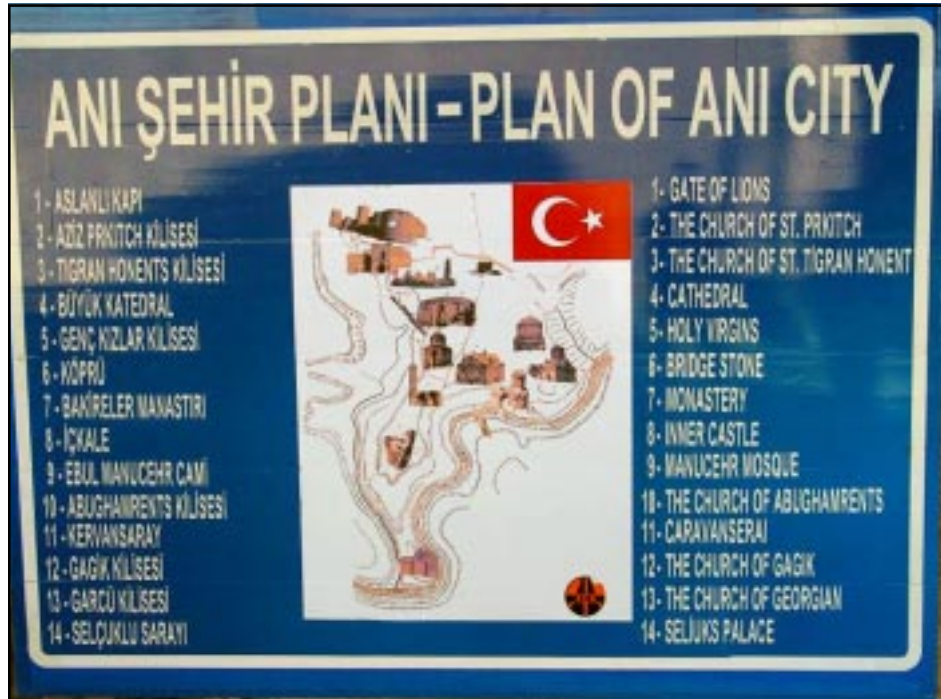 ANI ŞEHİR PLANI - PLAN OF ANI CITY
1 - ASLANLI KAPI
2 - AZİZ PRKITCH KİLİSESİ
3 - TIGRAN HONENTS KİLİSESİ
4 - BÜYÜK KATEDRAL
5 - GENÇ KIZLAR KİLİSESİ
6 - KÖPRÜ
7 - BAKİRELER MANASTIRI
8 - İÇKALE
9 - EBUL MANUCEHR CAMİ
10 - ABUGHAMRENTS KİLİSESİ
11 - KERVANSARAY
12 - GAGİK KİLİSESİ
13 - GARCÜ KİLİSESİ
14 - SELÇUKLU SARAYI
1- GATE OF LIONS
2- THE CHURCH OF ST. PRKITCH
3- THE CHURCH OF ST. TİGRAN HONENT
4- CATHEDRAL
5- HOLY VIRGINS
6- BRIDGE STONE
7- MONASTERY
8- INNER CASTLE
9- MANUCEHR MOSQUE
10- THE CHURCH OF ABUGHAMRENTS
11- CARAVANSERAI
12- THE CHURCH OF GAGIK
13- THE CHURCH OF GEORGIAN
14- SELIUKS PALACE